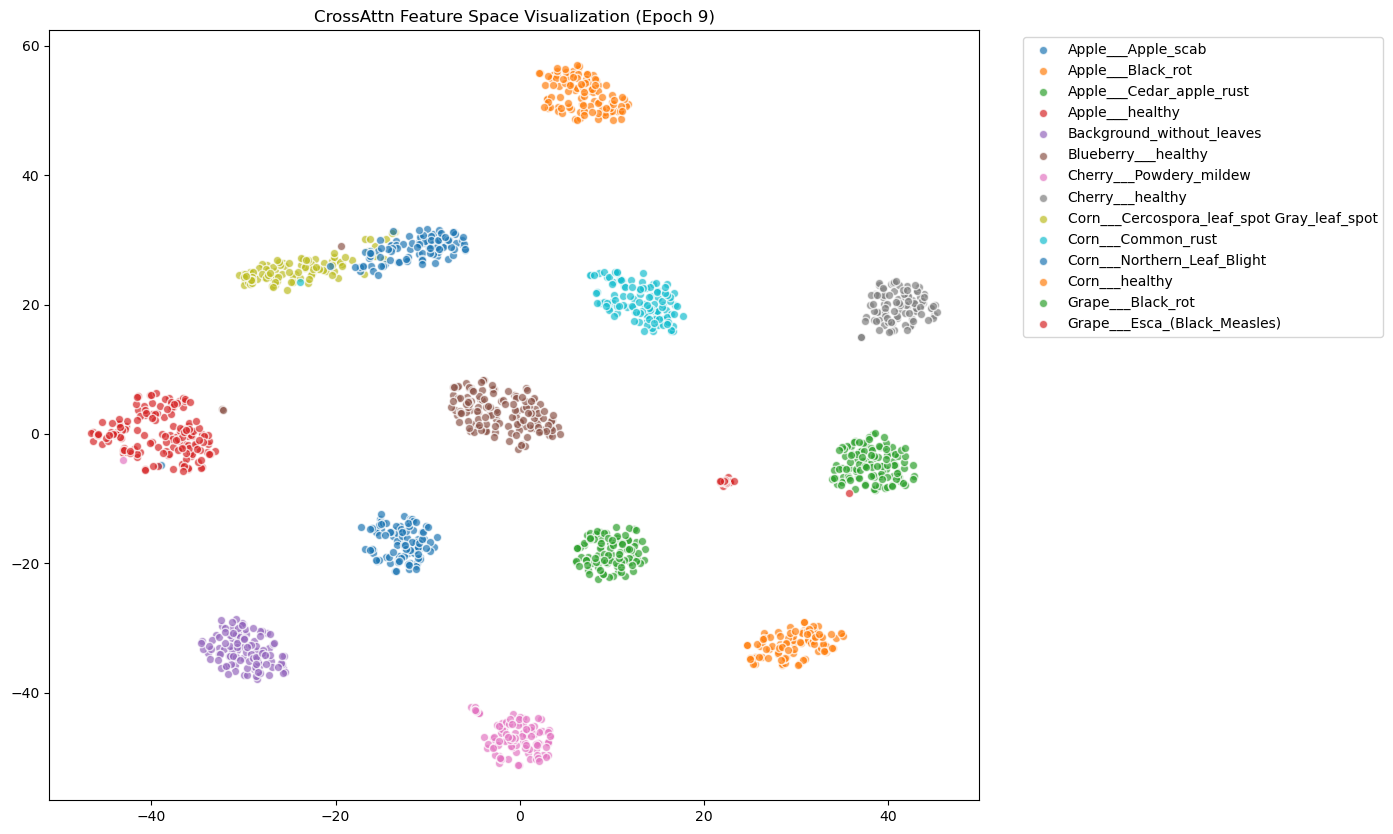 CrossAttn Feature Space Visualization (Epoch 9)
60
40
20
0
−20
−40
−40
−20
0
20
40
Apple___Apple_scab
Apple___Black_rot
Apple___Cedar_apple_rust
Apple___healthy
Background_without_leaves
Blueberry___healthy
Cherry___Powdery_mildew
Cherry___healthy
Corn___Cercospora_leaf_spot Gray_leaf_spot
Corn___Common_rust
Corn___Northern_Leaf_Blight
Corn___healthy
Grape___Black_rot
Grape___Esca_(Black_Measles)